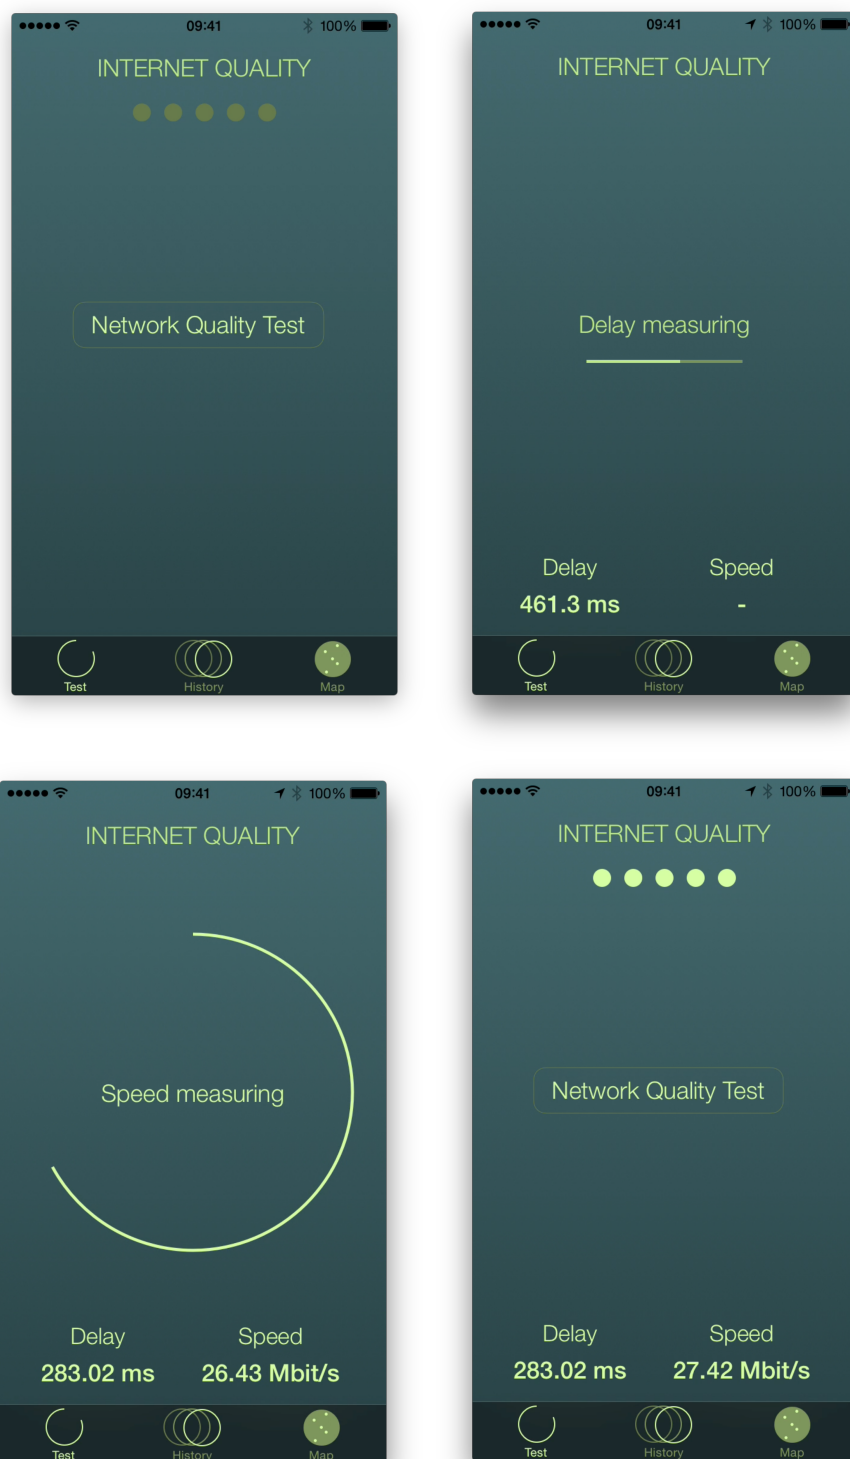 09:41 100%
INTERNET QUALITY
Network Quality Test
Test History Map
09:41 100%
INTERNET QUALITY
Delay measuring
Delay Speed
461.3 ms -
Test History Map
09:41 100%
INTERNET QUALITY
Speed measuring
Delay Speed
283.02 ms 26.43 Mbit/s
Test History Map
09:41 100%
INTERNET QUALITY
Network Quality Test
Delay Speed
283.02 ms 27.42 Mbit/s
Test History Map